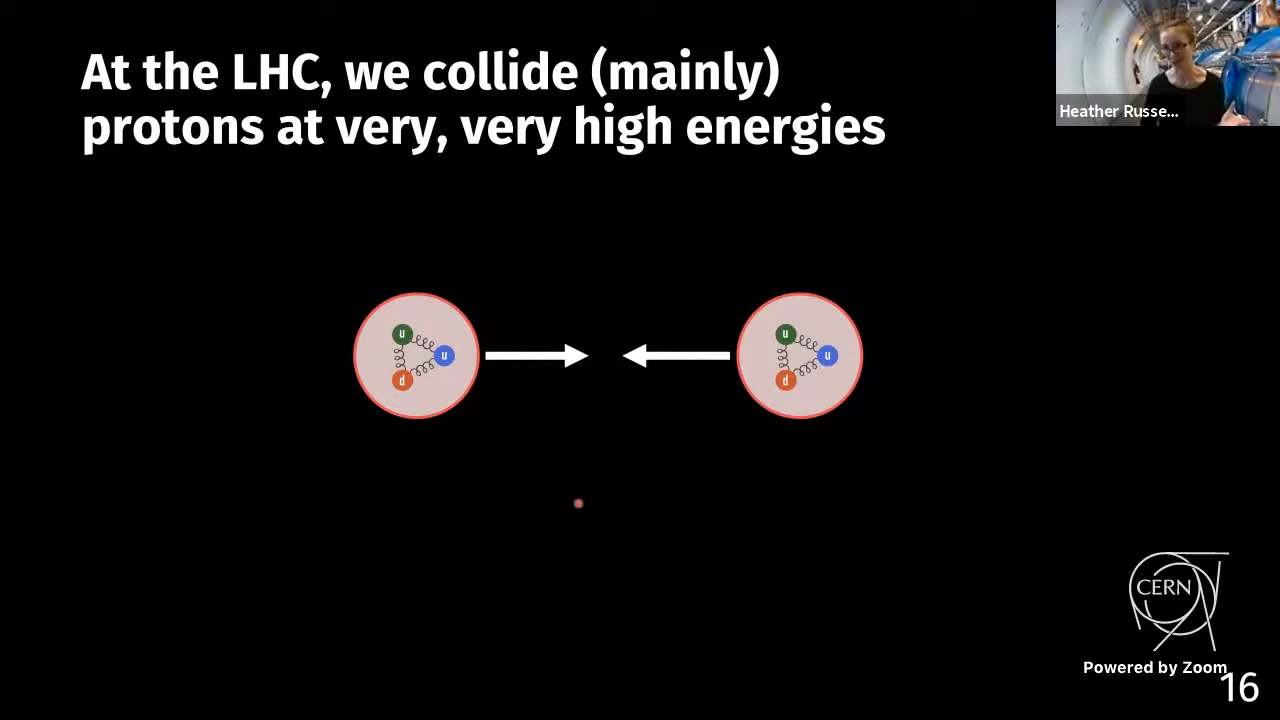 At the LHC, we collide (mainly)
protons at very, very high energies
Heather Russe...
u
u
d
u
u
d
CERN
Powered by Zoom
16